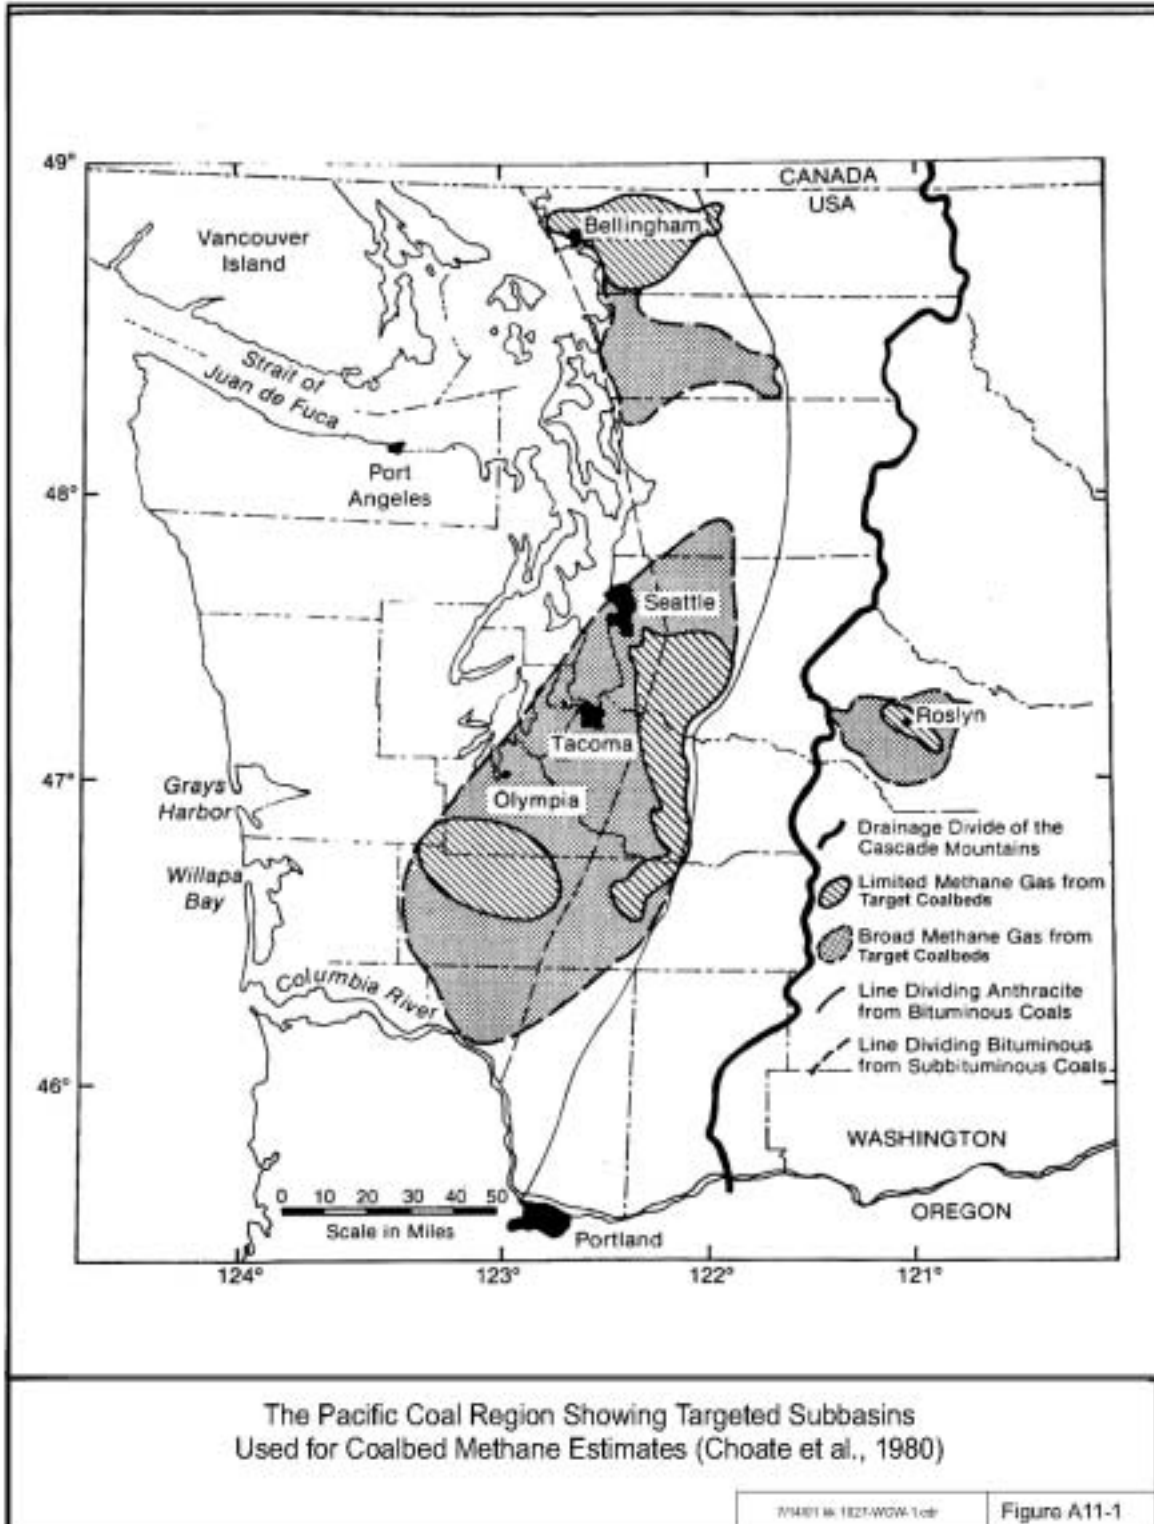 49°
CANADA
USA
Vancouver
Island
Bellingham
Strait of
Juan de Fuca
Port
Angeles
48°
Seattle
Tacoma
Roslyn
Olympia
47°
Grays
Harbor
Willapa
Bay
Columbia River
Drainage Divide of the
Cascade Mountains
Limited Methane Gas from
Target Coalbeds
Broad Methane Gas from
Target Coalbeds
Line Dividing Anthracite
from Bituminous Coals
Line Dividing Bituminous
from Subbituminous Coals
46°
WASHINGTON
OREGON
0 10 20 30 40 50
Scale in Miles
Portland
124°
123°
122°
121°
The Pacific Coal Region Showing Targeted Subbasins
Used for Coalbed Methane Estimates (Choate et al., 1980)
Figure A11-1